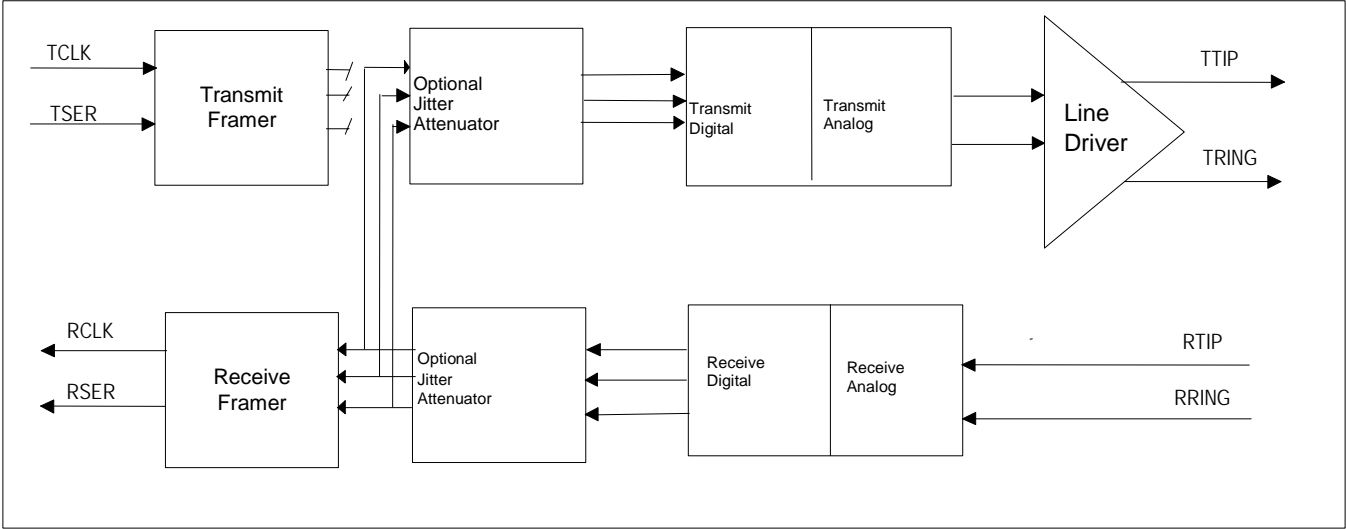 TCLK
TSER
Transmit
Framer
Optional
Jitter
Attenuator
Transmit
Digital
Transmit
Analog
Line
Driver
TTIP
TRING
RCLK
RSER
Receive
Framer
Optional
Jitter
Attenuator
Receive
Digital
Receive
Analog
RTIP
RRING